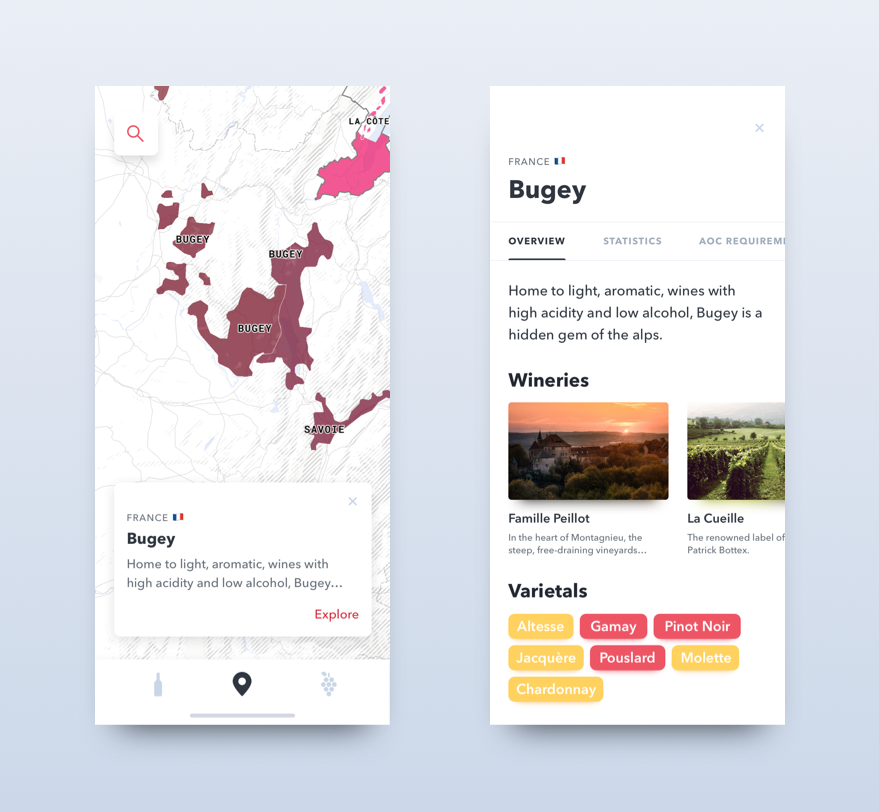 LA CÔTE
BUGEY
BUGEY
BUGEY
SAVOIE
FRANCE
Bugey
Home to light, aromatic, wines with
high acidity and low alcohol, Bugey...
Explore
FRANCE
Bugey
OVERVIEW STATISTICS AOC REQUIREM
Home to light, aromatic, wines with
high acidity and low alcohol, Bugey is a
hidden gem of the alps.
Wineries
Famille Peillot
In the heart of Montagnieu, the
steep, free-draining vineyards...
La Cueille
The renowned label of
Patrick Bottex.
Varietals
Altesse Gamay Pinot Noir
Jacquère Pouslard Molette
Chardonnay